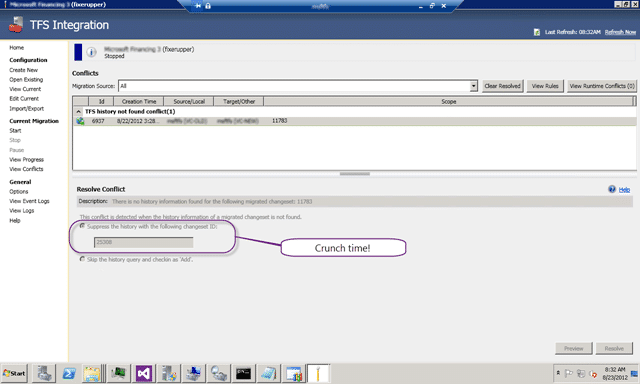 Microsoft Financing 3 (fixerupper)
TFS Integration
Last Refresh: 08:32AM Refresh Now
Home
Configuration
Create New
Open Existing
View Current
Edit Current
Import/Export
Current Migration
Start
Stop
Pause
View Progress
View Conflicts
General
Options
View Event Logs
View Logs
Help
(fixerupper)
Stopped
Conflicts
Migration Source: All
Clear Resolved View Rules View Runtime Conflicts (0)
Id Creation Time Source/Local Target/Other Scope
TFS history not found conflict(1)
6957 8/22/2012 3:28... 11783
Resolve Conflict
Help
Description: There is no history information found for the following migrated changeset: 11783
This conflict is detected when the history information of a migrated changeset is not found.
Suppress the history with the following changeset ID:
25308
Skip the history query and checkin as 'Add'.
Crunch time!
Preview Resolve
Start
8:32 AM
8/23/2012